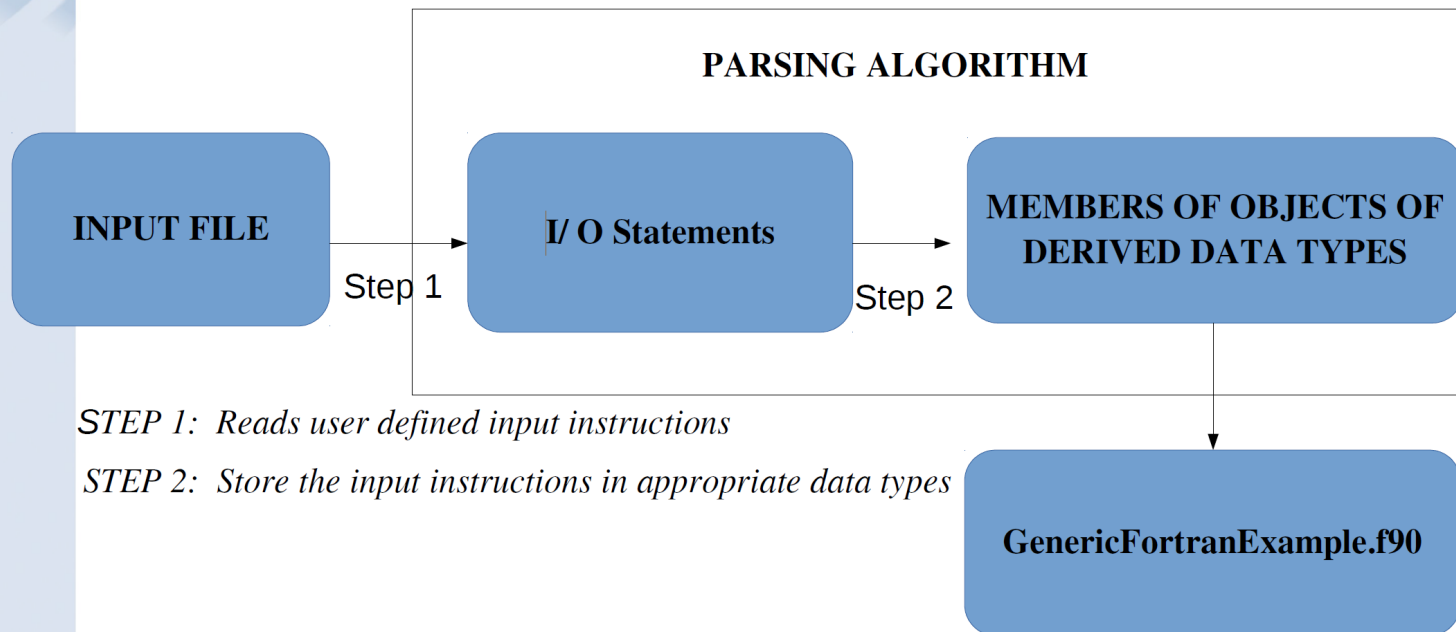 PARSING ALGORITHM
INPUT FILE
I/ O Statements
MEMBERS OF OBJECTS OF
DERIVED DATA TYPES
Step 1
Step 2
STEP 1: Reads user defined input instructions
STEP 2: Store the input instructions in appropriate data types
GenericFortranExample.f90